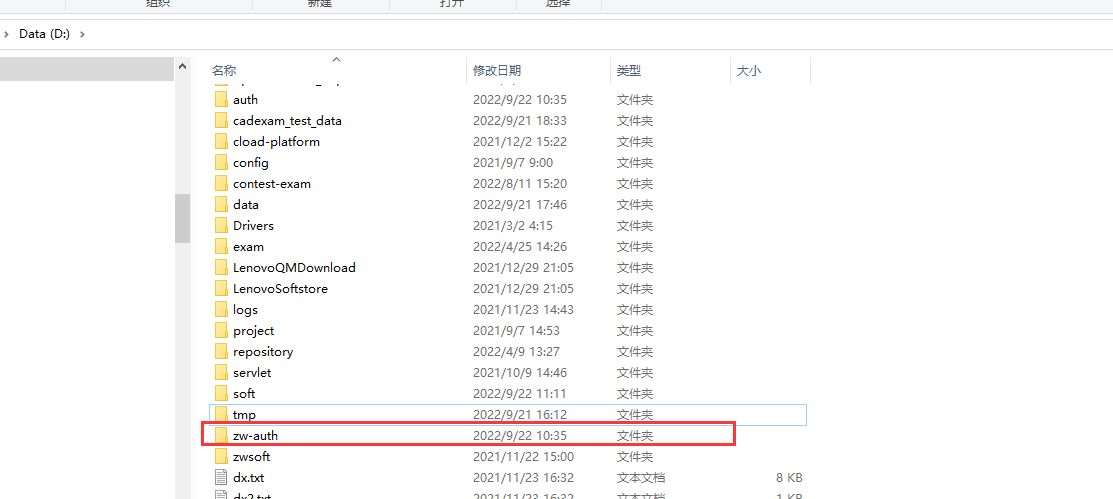 组织 新建 打开 选择
Data (D:)
名称 修改日期 类型 大小
auth 2022/9/22 10:35 文件夹
cadexam_test_data 2022/9/21 18:33 文件夹
cload-platform 2021/12/2 15:22 文件夹
config 2021/9/7 9:00 文件夹
contest-exam 2022/8/11 15:20 文件夹
data 2022/9/21 17:46 文件夹
Drivers 2021/3/2 4:15 文件夹
exam 2022/4/25 14:26 文件夹
LenovoQMDownload 2021/12/29 21:05 文件夹
LenovoSoftstore 2021/12/29 21:05 文件夹
logs 2021/11/23 14:43 文件夹
project 2021/9/7 14:53 文件夹
repository 2022/4/9 13:27 文件夹
servlet 2021/10/9 14:46 文件夹
soft 2022/9/22 11:11 文件夹
tmp 2022/9/21 16:12 文件夹
zw-auth 2022/9/22 10:35 文件夹
zwsoft 2021/11/22 15:00 文件夹
dx.txt 2021/11/23 16:32 文本文档 8 KB
dx2.txt 2021/11/23 16:32 文本文档 1 KB